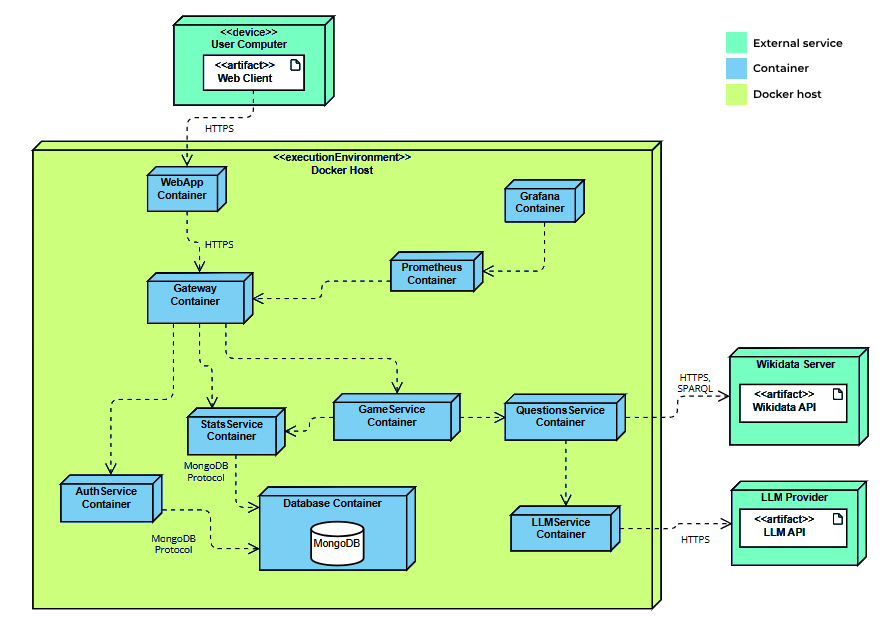 <<device>>
User Computer
<<artifact>>
Web Client
External service
Container
Docker host
HTTPS
<<executionEnvironment>>
Docker Host
WebApp
Container
Grafana
Container
HTTPS
Prometheus
Container
Gateway
Container
Wikidata Server
HTTPS,
SPARQL
<<artifact>>
Wikidata API
GameService
Container
QuestionsService
Container
StatsService
Container
MongoDB
Protocol
AuthService
Container
Database Container
MongoDB
LLMService
Container
LLM Provider
<<artifact>>
LLM API
HTTPS
MongoDB
Protocol